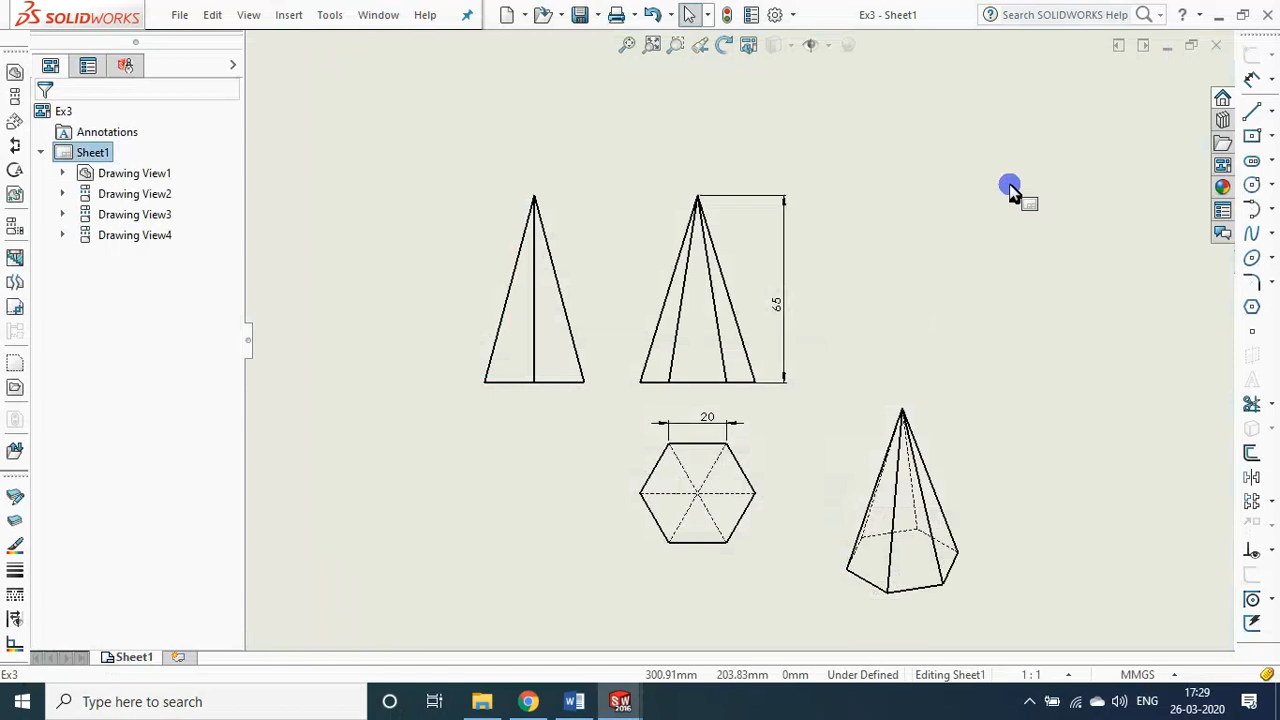 SOLIDWORKS File Edit View Insert Tools Window Help Ex3 - Sheet1 Search SOLIDWORKS Help
Ex3
Annotations
Sheet1
Drawing View1
Drawing View2
Drawing View3
Drawing View4
65
20
Sheet1
Ex3 300.91mm 203.83mm 0mm Under Defined Editing Sheet1 1 : 1 MMGS
Type here to search ENG 17:29
26-03-2020